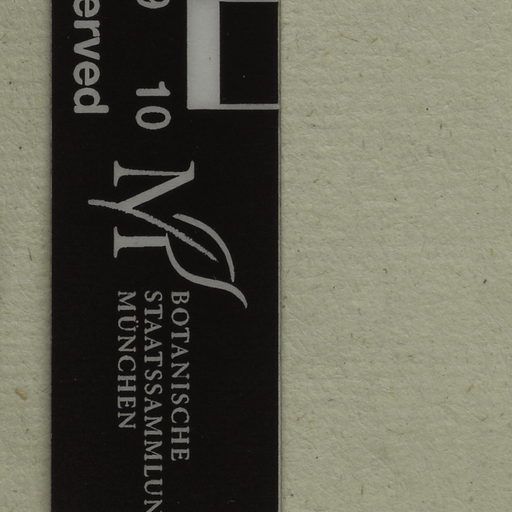 erved
9 10
BOTANISCHE
STAATSSAMMLUN
MÜNCHEN